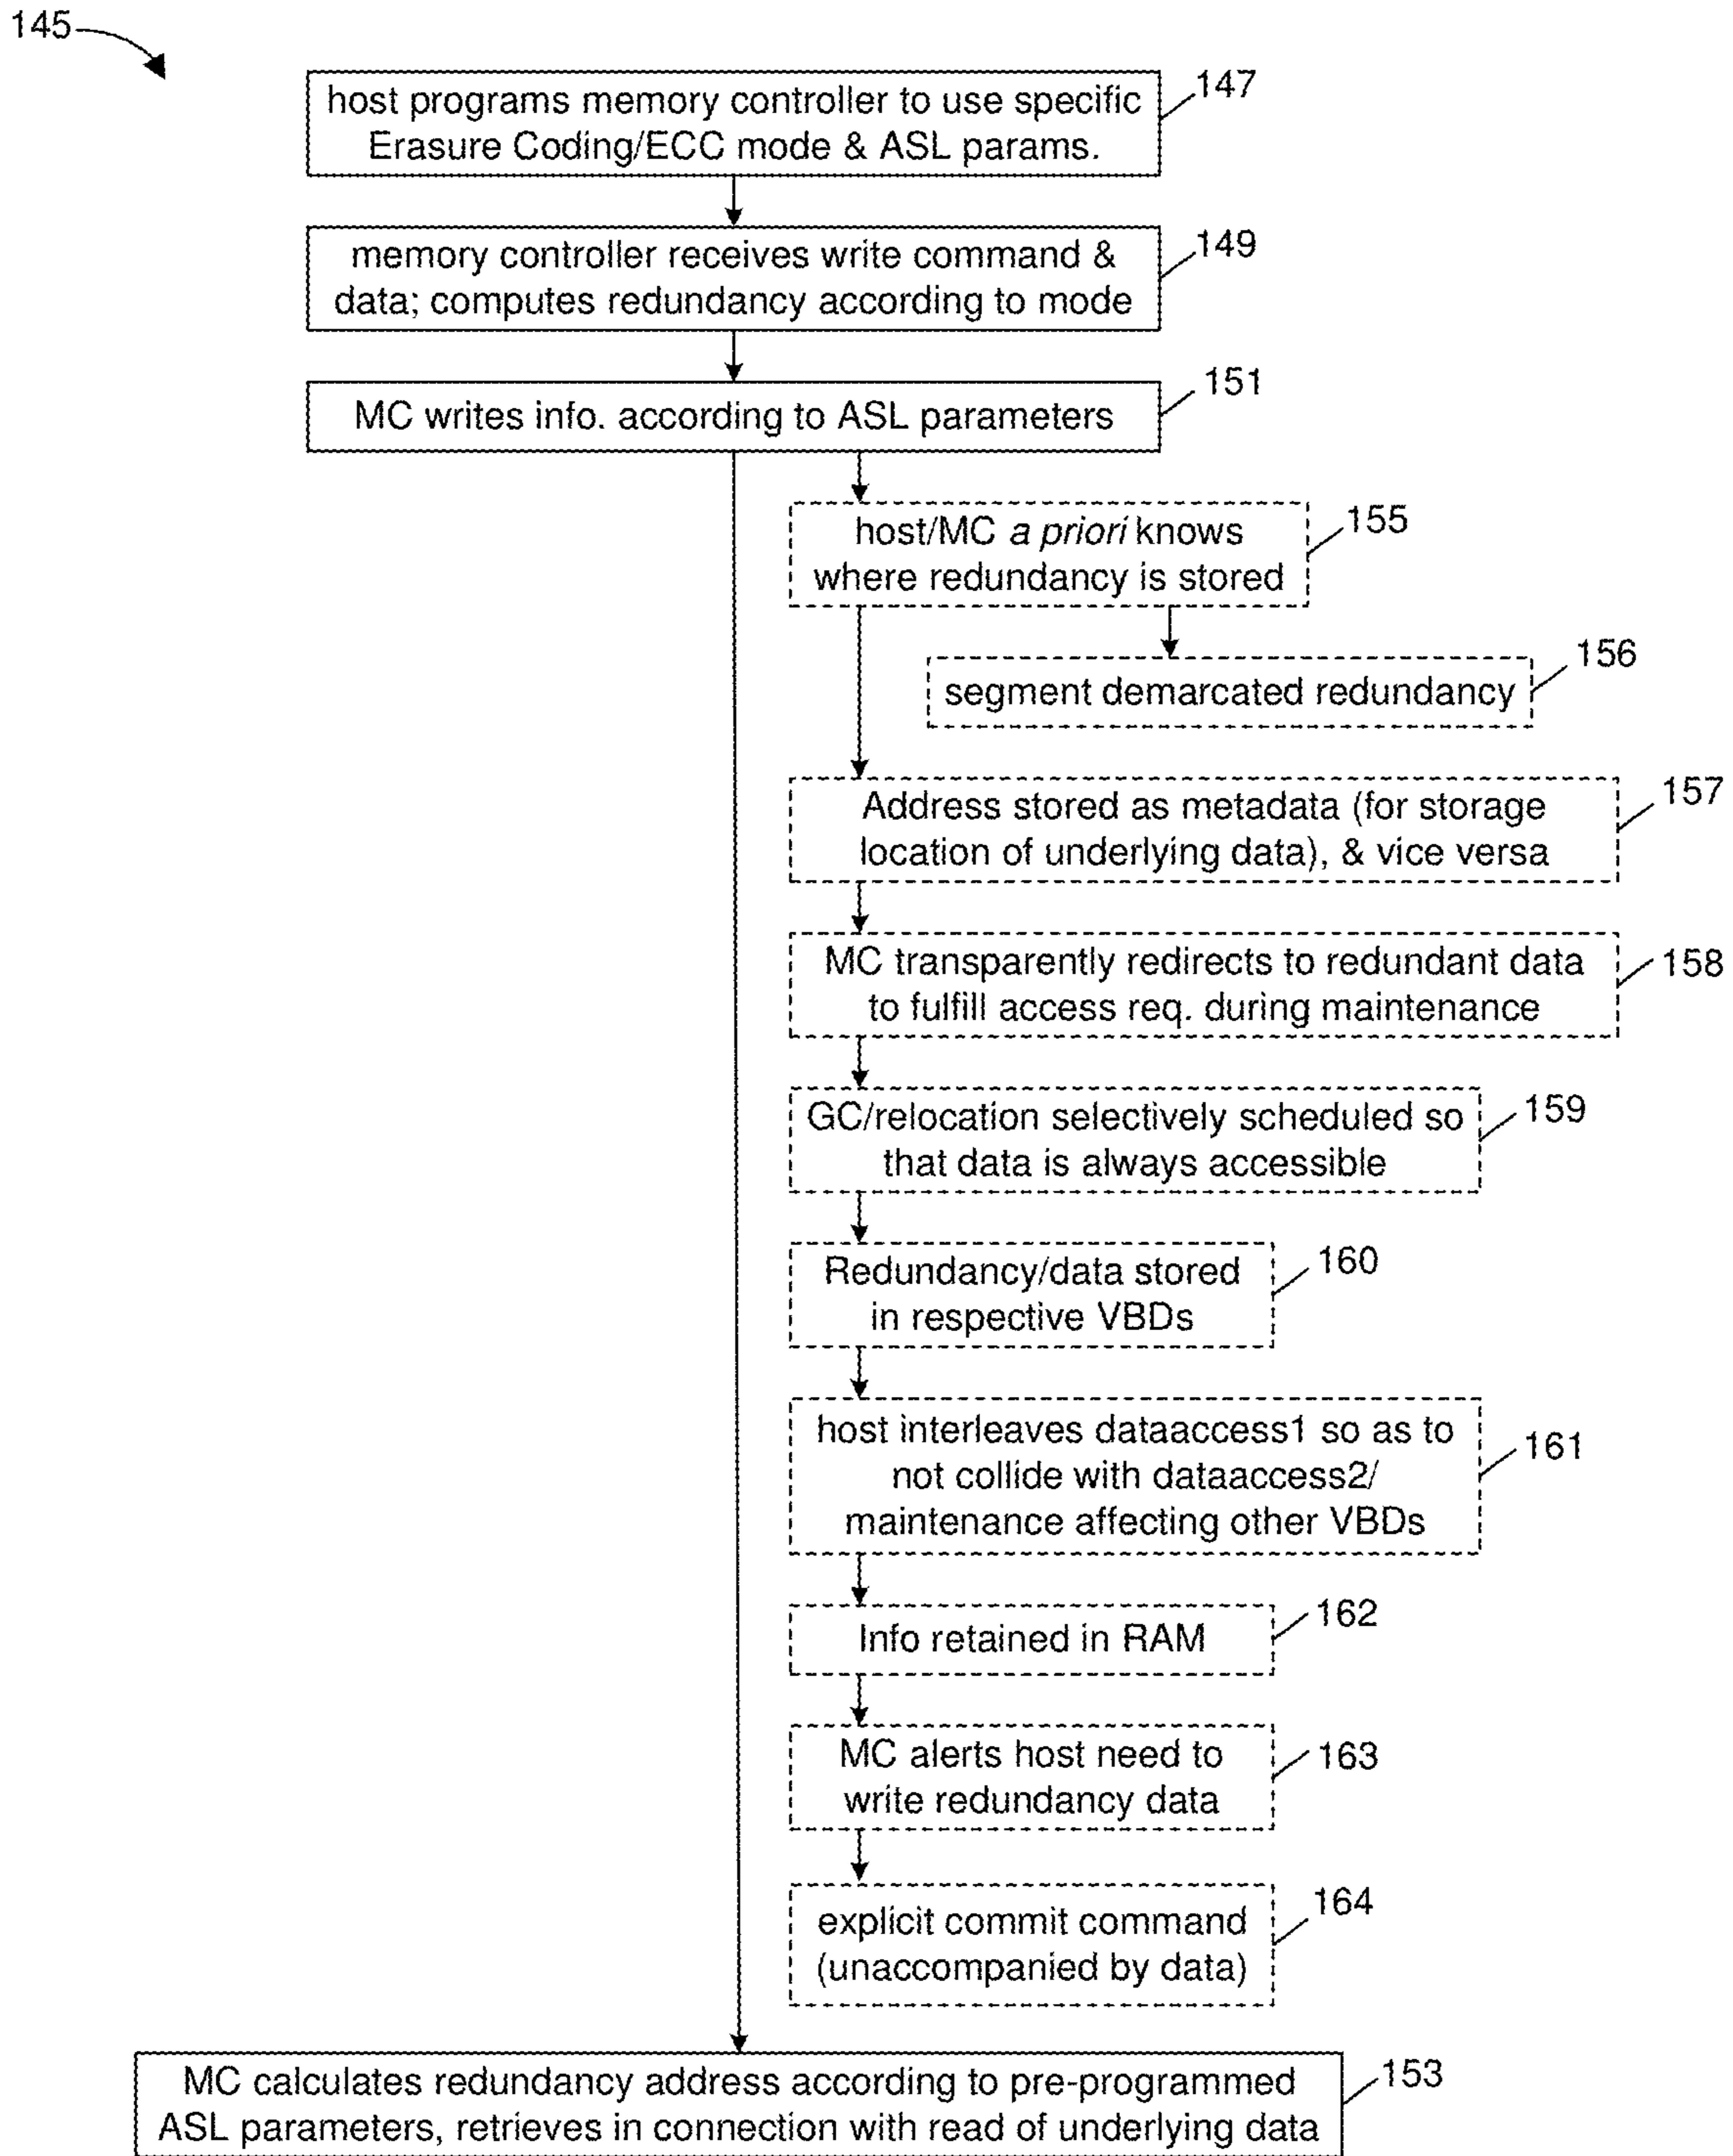 145
host programs memory controller to use specific
Erasure Coding/ECC mode & ASL params.
147
memory controller receives write command &
data; computes redundancy according to mode
149
MC writes info. according to ASL parameters
151
host/MC a priori knows
where redundancy is stored
155
segment demarcated redundancy
156
Address stored as metadata (for storage
location of underlying data), & vice versa
157
MC transparently redirects to redundant data
to fulfill access req. during maintenance
158
GC/relocation selectively scheduled so
that data is always accessible
159
Redundancy/data stored
in respective VBDs
160
host interleaves dataaccess1 so as to
not collide with dataaccess2/
maintenance affecting other VBDs
161
Info retained in RAM
162
MC alerts host need to
write redundancy data
163
explicit commit command
(unaccompanied by data)
164
MC calculates redundancy address according to pre-programmed
ASL parameters, retrieves in connection with read of underlying data
153